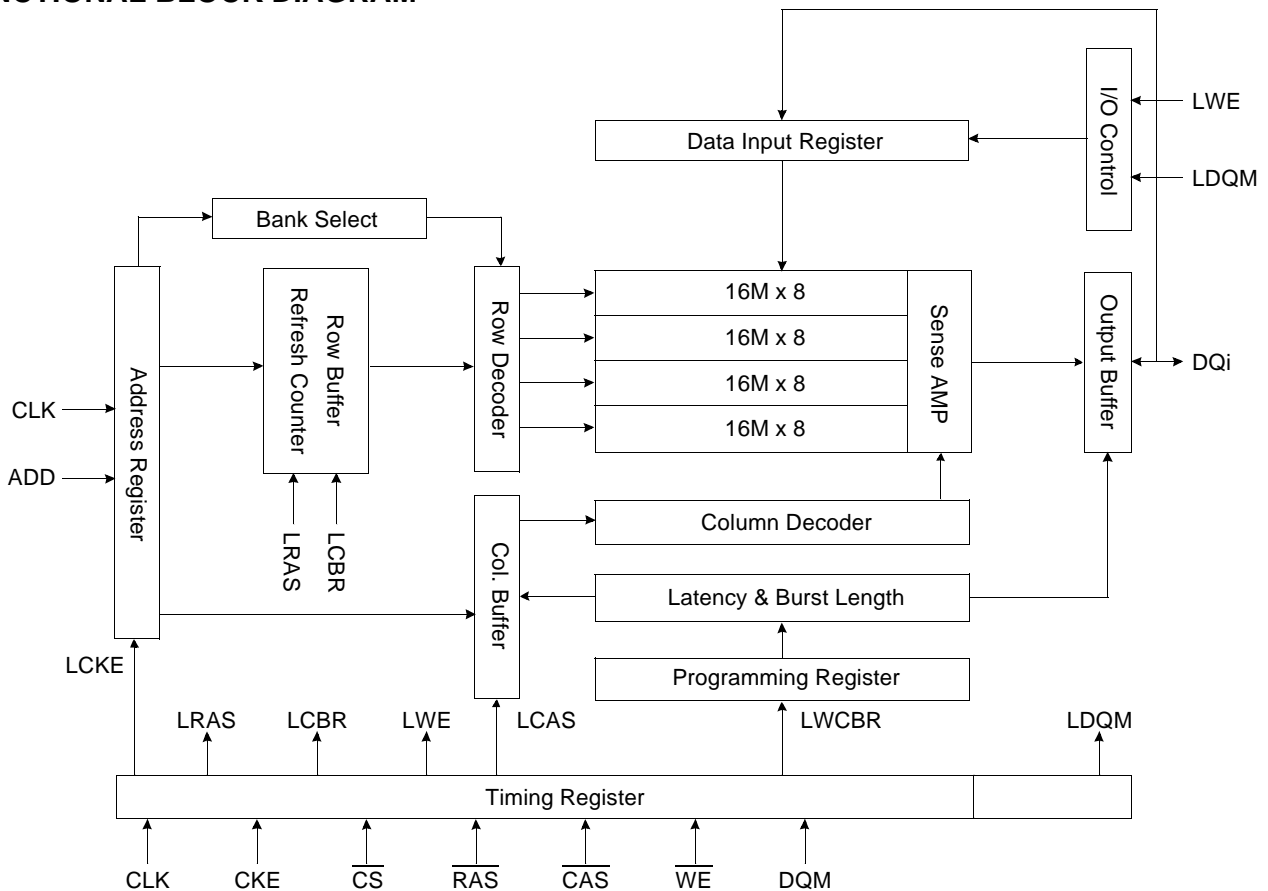 LWE
I/O Control
Data Input Register
LDQM
Bank Select
Address Register
Refresh Counter
Row Buffer
Row Decoder
16M x 8
16M x 8
16M x 8
16M x 8
Sense AMP
Output Buffer
DQi
CLK
ADD
LRAS
LCBR
Col. Buffer
Column Decoder
Latency & Burst Length
Programming Register
LCKE
LRAS
LCBR
LWE
LCAS
LWCBR
LDQM
Timing Register
CLK
CKE
CS
RAS
CAS
WE
DQM